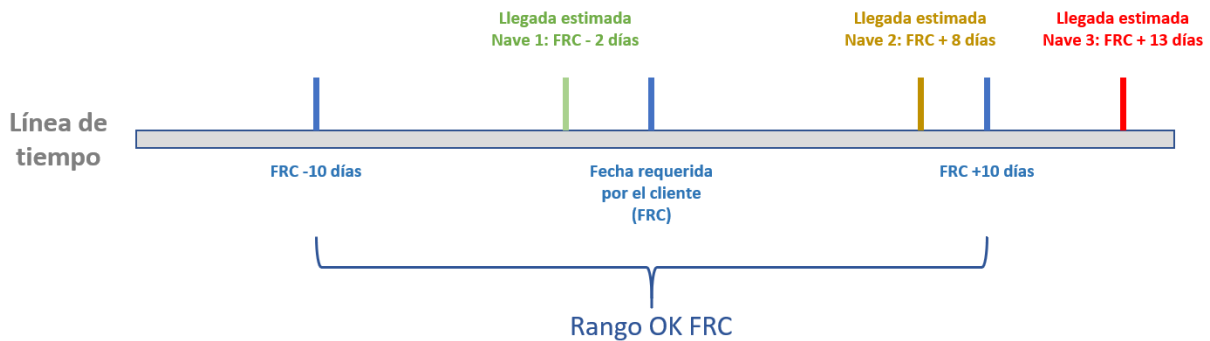 Llegada estimada
Nave 1: FRC - 2 días
Llegada estimada
Nave 2: FRC + 8 días
Llegada estimada
Nave 3: FRC + 13 días
Línea de
tiempo
FRC -10 días
Fecha requerida
por el cliente
(FRC)
FRC +10 días
Rango OK FRC